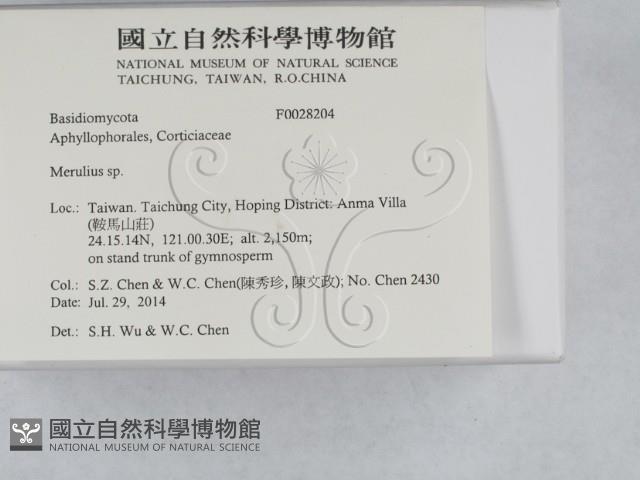 國立自然科學博物館
NATIONAL MUSEUM OF NATURAL SCIENCE
TAICHUNG, TAIWAN, R.O.CHINA
Basidiomycota F0028204
Aphyllophorales, Corticiaceae
Merulius sp.
Loc.: Taiwan. Taichung City, Hoping District: Anma Villa
(鞍馬山莊)
24.15.14N, 121.00.30E; alt. 2,150m;
on stand trunk of gymnosperm
Col.: S.Z. Chen & W.C. Chen(陳秀珍, 陳文政); No. Chen 2430
Date: Jul. 29, 2014
Det.: S.H. Wu & W.C. Chen
國立自然科學博物館
NATIONAL MUSEUM OF NATURAL SCIENCE